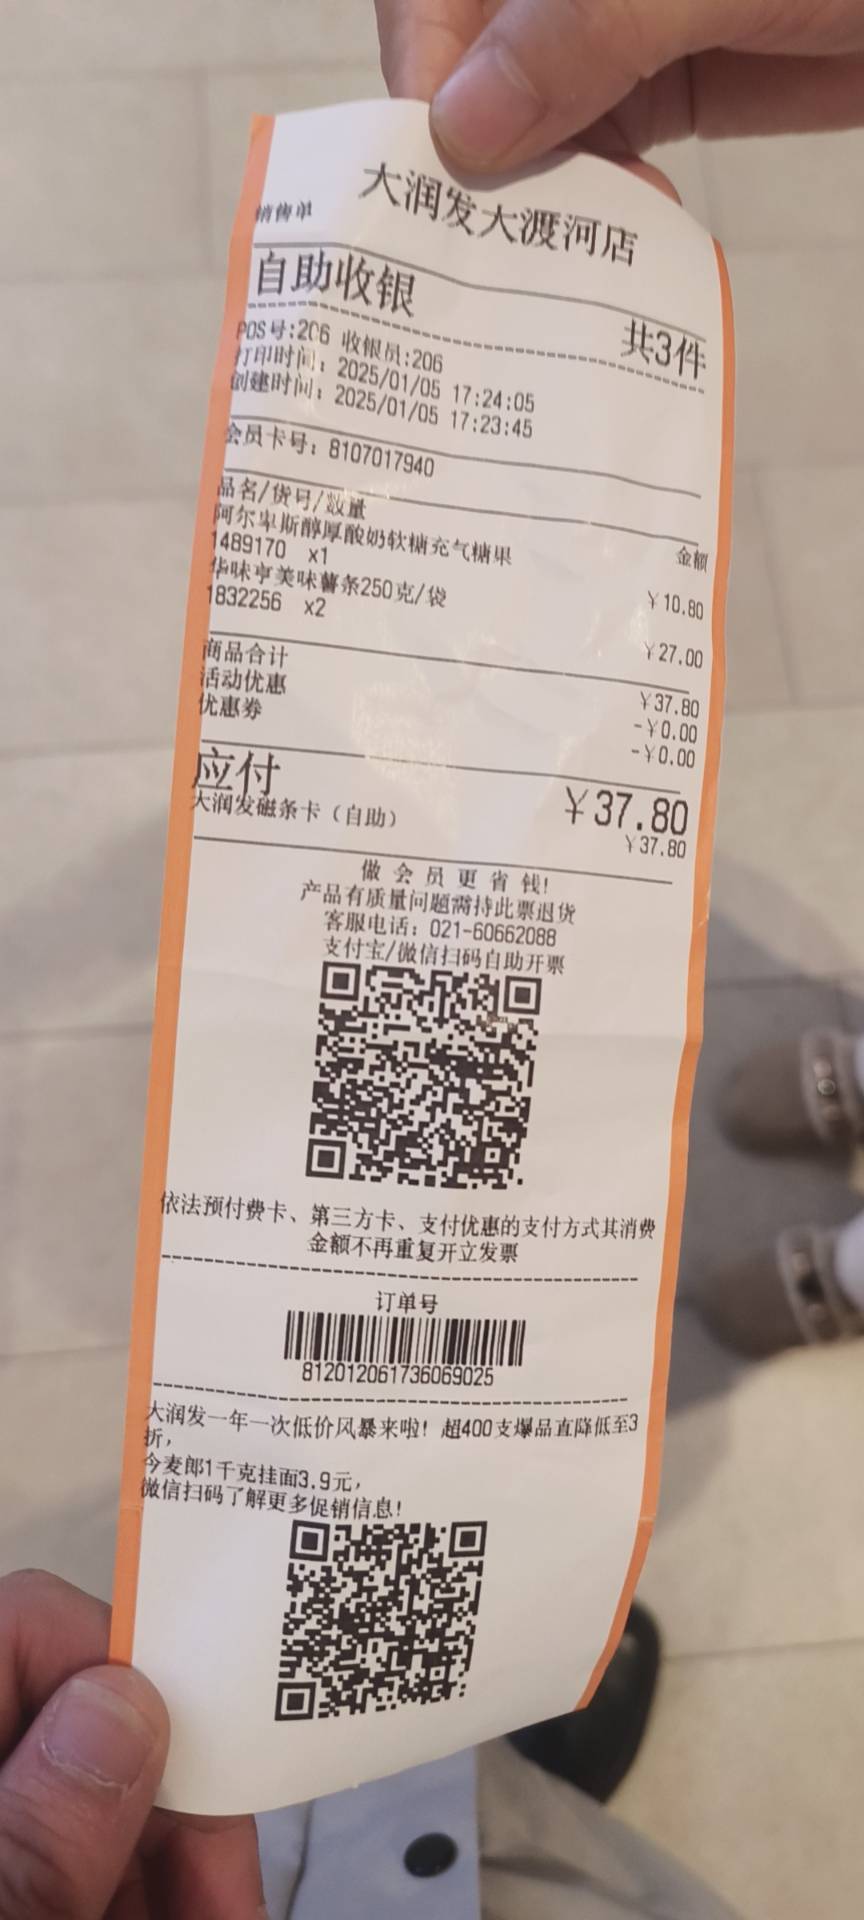 大润发大渡河店
销售单
自助收银
共3件
POS号:206 收银员:206
打印时间: 2025/01/05 17:24:05
创建时间: 2025/01/05 17:23:45
会员卡号: 8107017940
品名/货号/数量 金额
阿尔卑斯醇厚酸奶软糖充气糖果
1489170 x1 ¥10.80
华味亨美味薯条250克/袋
1832256 x2 ¥27.00
商品合计 ¥37.80
活动优惠 -¥0.00
优惠券 -¥0.00
应付 ¥37.80
大润发磁条卡（自助） ¥37.80
做会员更省钱!
产品有质量问题需持此票退货
客服电话: 021-60662088
支付宝/微信扫码自助开票
依法预付费卡、第三方卡、支付优惠的支付方式其消费
金额不再重复开立发票
订单号
812012061736069025
大润发一年一次低价风暴来啦! 超400支爆品直降低至3
折,
今麦郎1千克挂面3.9元,
微信扫码了解更多促销信息!